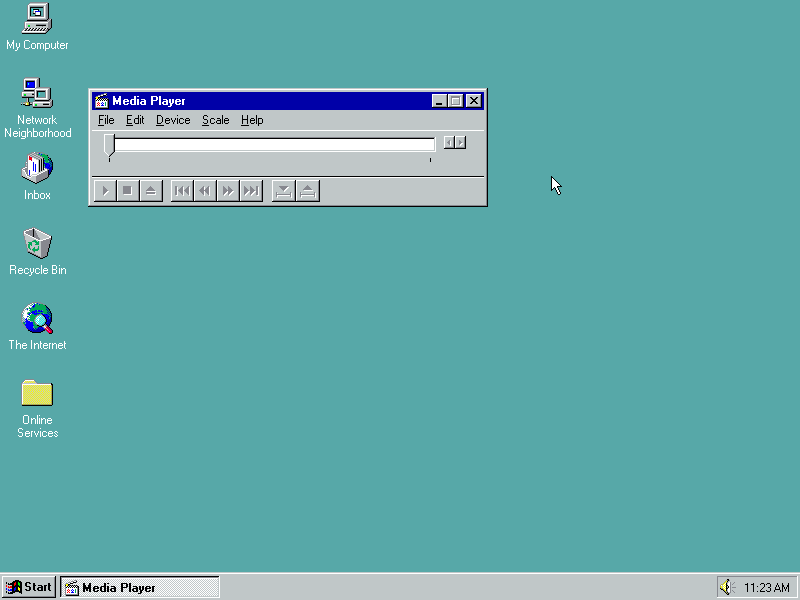 My Computer
Network
Neighborhood
Inbox
Recycle Bin
The Internet
Online
Services
Media Player
File Edit Device Scale Help
Start
Media Player
11:23 AM